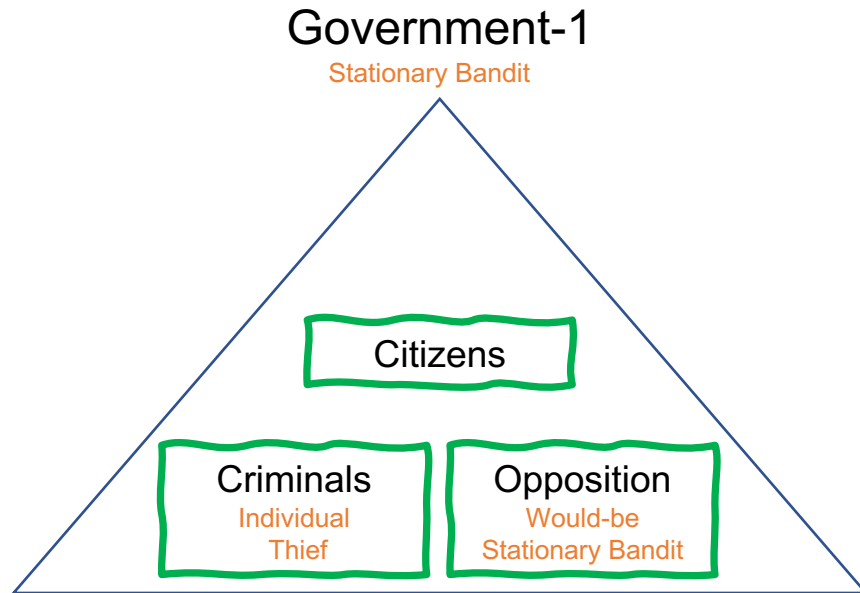 Government-1
Stationary Bandit
Citizens
Criminals
Individual
Thief
Opposition
Would-be
Stationary Bandit